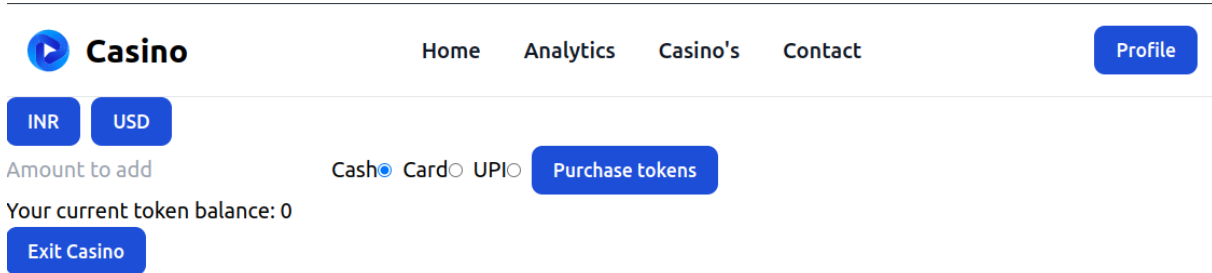 Casino Home Analytics Casino's Contact Profile
INR USD
Amount to add Cash Card UPI Purchase tokens
Your current token balance: 0
Exit Casino